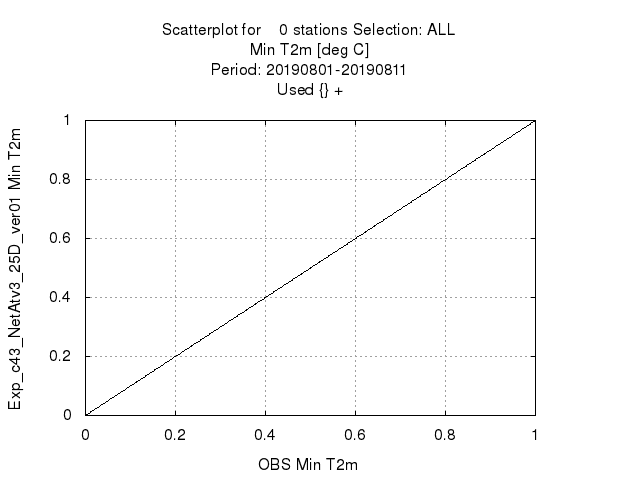 Scatterplot for    0 stations Selection: ALL
Min T2m [deg C]
Period: 20190801-20190811
Used {} +
Exp_c43_NetAtv3_25D_ver01 Min T2m
1
0.8
0.6
0.4
0.2
0
0 0.2 0.4 0.6 0.8 1
OBS Min T2m